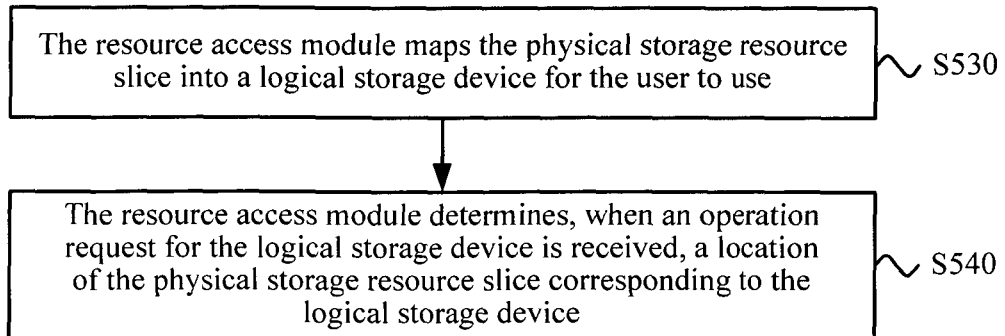 The resource access module maps the physical storage resource
slice into a logical storage device for the user to use
S530
The resource access module determines, when an operation
request for the logical storage device is received, a location
of the physical storage resource slice corresponding to the
logical storage device
S540